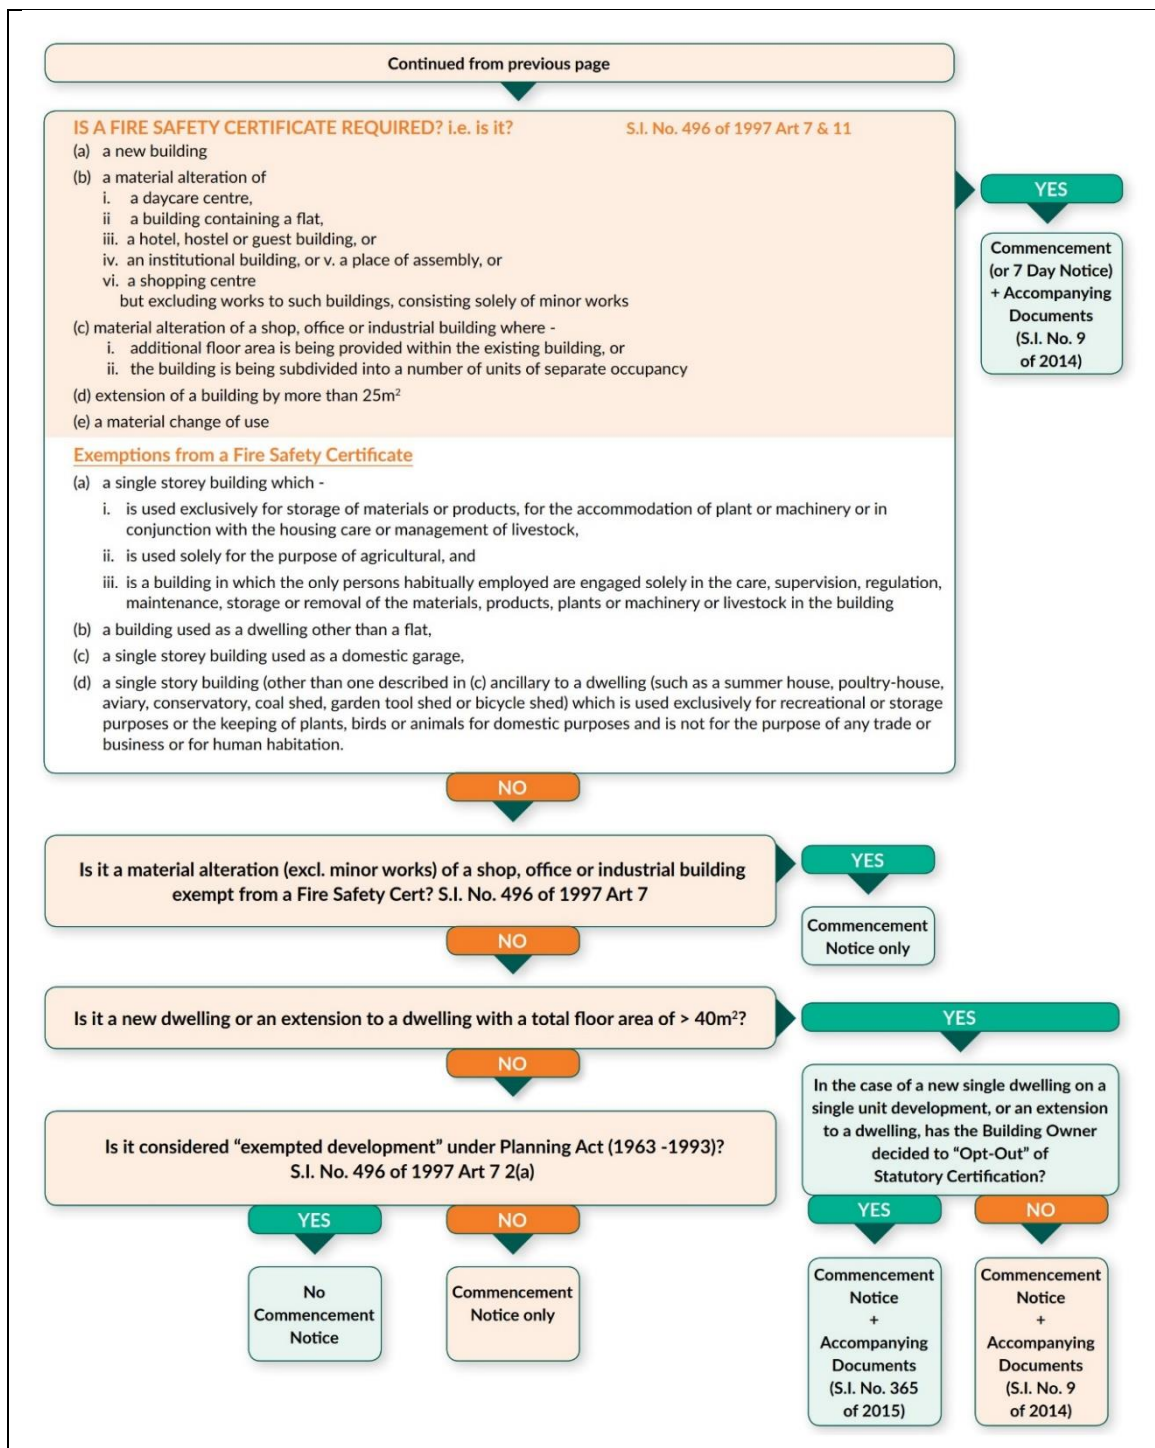 Continued from previous page
IS A FIRE SAFETY CERTIFICATE REQUIRED? i.e. is it? S.I. No. 496 of 1997 Art 7 & 11
(a) a new building
(b) a material alteration of
i. a daycare centre,
ii a building containing a flat,
iii. a hotel, hostel or guest building, or
iv. an institutional building, or v. a place of assembly, or
vi. a shopping centre
but excluding works to such buildings, consisting solely of minor works
(c) material alteration of a shop, office or industrial building where -
i. additional floor area is being provided within the existing building, or
ii. the building is being subdivided into a number of units of separate occupancy
(d) extension of a building by more than 25m²
(e) a material change of use
YES
Commencement
(or 7 Day Notice)
+ Accompanying
Documents
(S.I. No. 9
of 2014)
Exemptions from a Fire Safety Certificate
(a) a single storey building which -
i. is used exclusively for storage of materials or products, for the accommodation of plant or machinery or in
conjunction with the housing care or management of livestock,
ii. is used solely for the purpose of agricultural, and
iii. is a building in which the only persons habitually employed are engaged solely in the care, supervision, regulation,
maintenance, storage or removal of the materials, products, plants or machinery or livestock in the building
(b) a building used as a dwelling other than a flat,
(c) a single storey building used as a domestic garage,
(d) a single story building (other than one described in (c) ancillary to a dwelling (such as a summer house, poultry-house,
aviary, conservatory, coal shed, garden tool shed or bicycle shed) which is used exclusively for recreational or storage
purposes or the keeping of plants, birds or animals for domestic purposes and is not for the purpose of any trade or
business or for human habitation.
NO
Is it a material alteration (excl. minor works) of a shop, office or industrial building
exempt from a Fire Safety Cert? S.I. No. 496 of 1997 Art 7
YES
Commencement
Notice only
NO
Is it a new dwelling or an extension to a dwelling with a total floor area of > 40m²?
YES
NO
In the case of a new single dwelling on a
single unit development, or an extension
to a dwelling, has the Building Owner
decided to “Opt-Out” of
Statutory Certification?
Is it considered “exempted development” under Planning Act (1963 -1993)?
S.I. No. 496 of 1997 Art 7 2(a)
YES
NO
YES
NO
No
Commencement
Notice
Commencement
Notice only
Commencement
Notice
+
Accompanying
Documents
(S.I. No. 365
of 2015)
Commencement
Notice
+
Accompanying
Documents
(S.I. No. 9
of 2014)